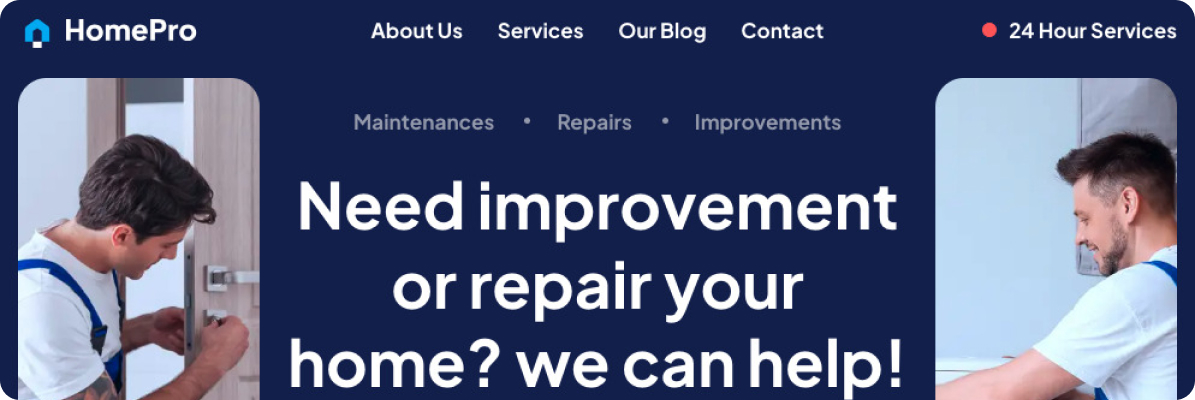 HomePro
About Us Services Our Blog Contact
24 Hour Services
Maintenances • Repairs • Improvements
Need improvement
or repair your
home? we can help!